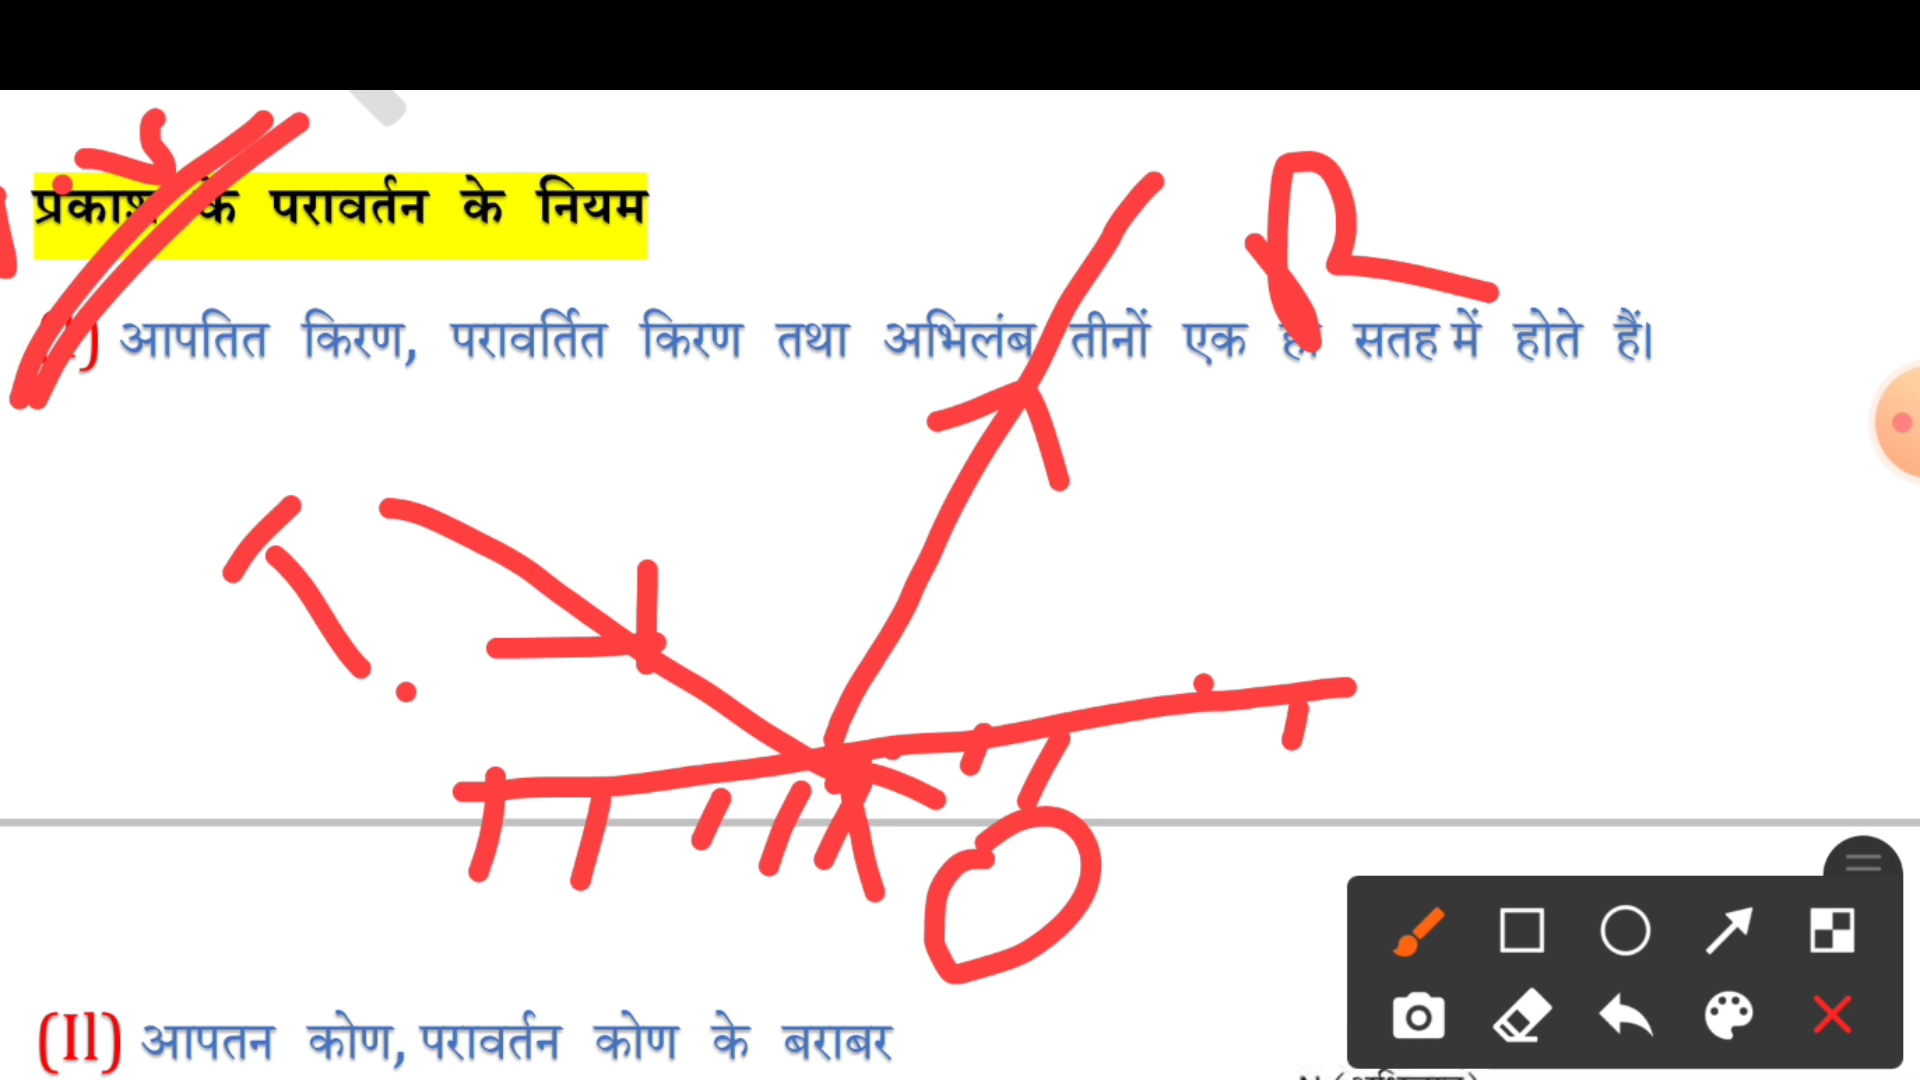 प्रकाश के परावर्तन के नियम
(I) आपतित किरण, परावर्तित किरण तथा अभिलंब तीनों एक ही सतह में होते हैं।
R
I
O
(Il) आपतन कोण, परावर्तन कोण के बराबर